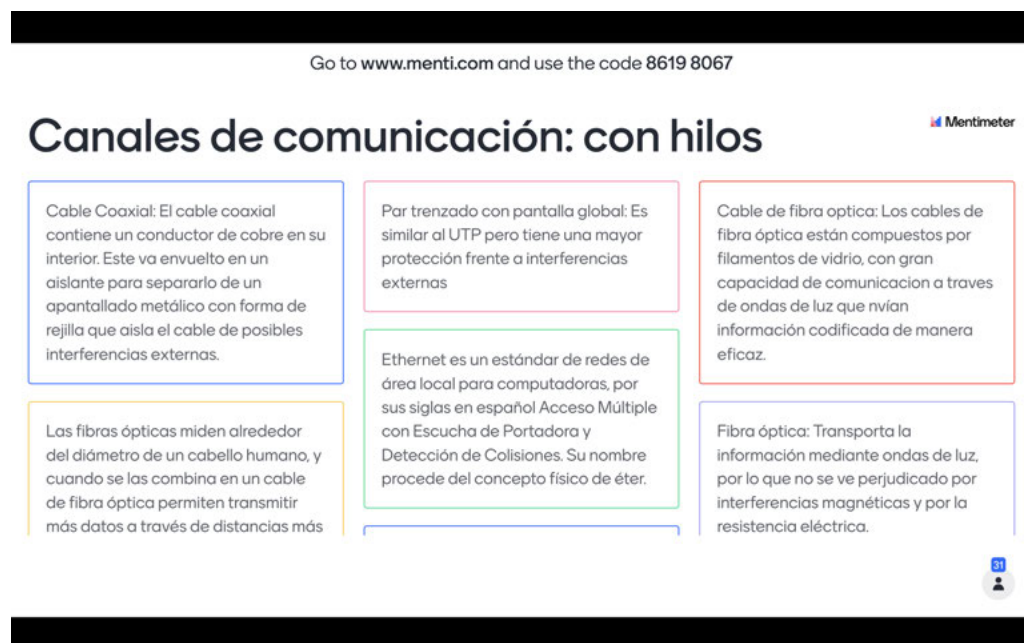 Go to www.menti.com and use the code 8619 8067
Canales de comunicación: con hilos
Mentimeter
Cable Coaxial: El cable coaxial
contiene un conductor de cobre en su
interior. Este va envuelto en un
aislante para separarlo de un
apantallado metálico con forma de
rejilla que aisla el cable de posibles
interferencias externas.
Las fibras ópticas miden alrededor
del diámetro de un cabello humano, y
cuando se las combina en un cable
de fibra óptica permiten transmitir
más datos a través de distancias más
Par trenzado con pantalla global: Es
similar al UTP pero tiene una mayor
protección frente a interferencias
externas
Ethernet es un estándar de redes de
área local para computadoras, por
sus siglas en español Acceso Múltiple
con Escucha de Portadora y
Detección de Colisiones. Su nombre
procede del concepto físico de éter.
Cable de fibra optica: Los cables de
fibra óptica están compuestos por
filamentos de vidrio, con gran
capacidad de comunicacion a traves
de ondas de luz que nvían
información codificada de manera
eficaz.
Fibra óptica: Transporta la
información mediante ondas de luz,
por lo que no se ve perjudicado por
interferencias magnéticas y por la
resistencia eléctrica.
31